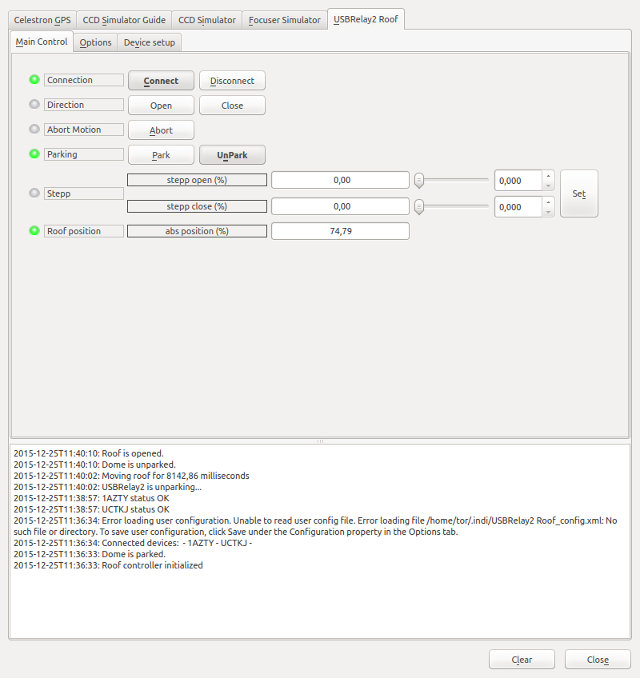 Celestron GPS CCD Simulator Guide CCD Simulator Focuser Simulator USBRelay2 Roof
Main Control Options Device setup
Connection Connect Disconnect
Direction Open Close
Abort Motion Abort
Parking Park UnPark
stepp open (%) 0,00 0,000
Stepp Set
stepp close (%) 0,00 0,000
Roof position abs position (%) 74,79
2015-12-25T11:40:10: Roof is opened.
2015-12-25T11:40:10: Dome is unparked.
2015-12-25T11:40:02: Moving roof for 8142,86 milliseconds
2015-12-25T11:40:02: USBRelay2 is unparking...
2015-12-25T11:38:57: 1AZTY status OK
2015-12-25T11:38:57: UCTKJ status OK
2015-12-25T11:36:34: Error loading user configuration. Unable to read user config file. Error loading file /home/tor/.indi/USBRelay2 Roof_config.xml: No
such file or directory. To save user configuration, click Save under the Configuration property in the Options tab.
2015-12-25T11:36:34: Connected devices:  - 1AZTY - UCTKJ -
2015-12-25T11:36:33: Dome is parked.
2015-12-25T11:36:33: Roof controller initialized
Clear Close